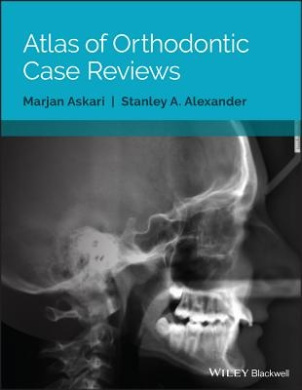 Atlas of Orthodontic
Case Reviews
Marjan Askari | Stanley A. Alexander
WILEY Blackwell